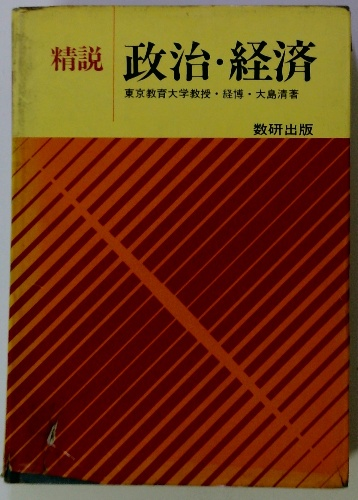 精説 政治・経済
東京教育大学教授・経博・大島清著
数研出版